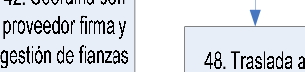 42. Coordina con
proveedor firma y
gestión de fianzas
48. Traslada a